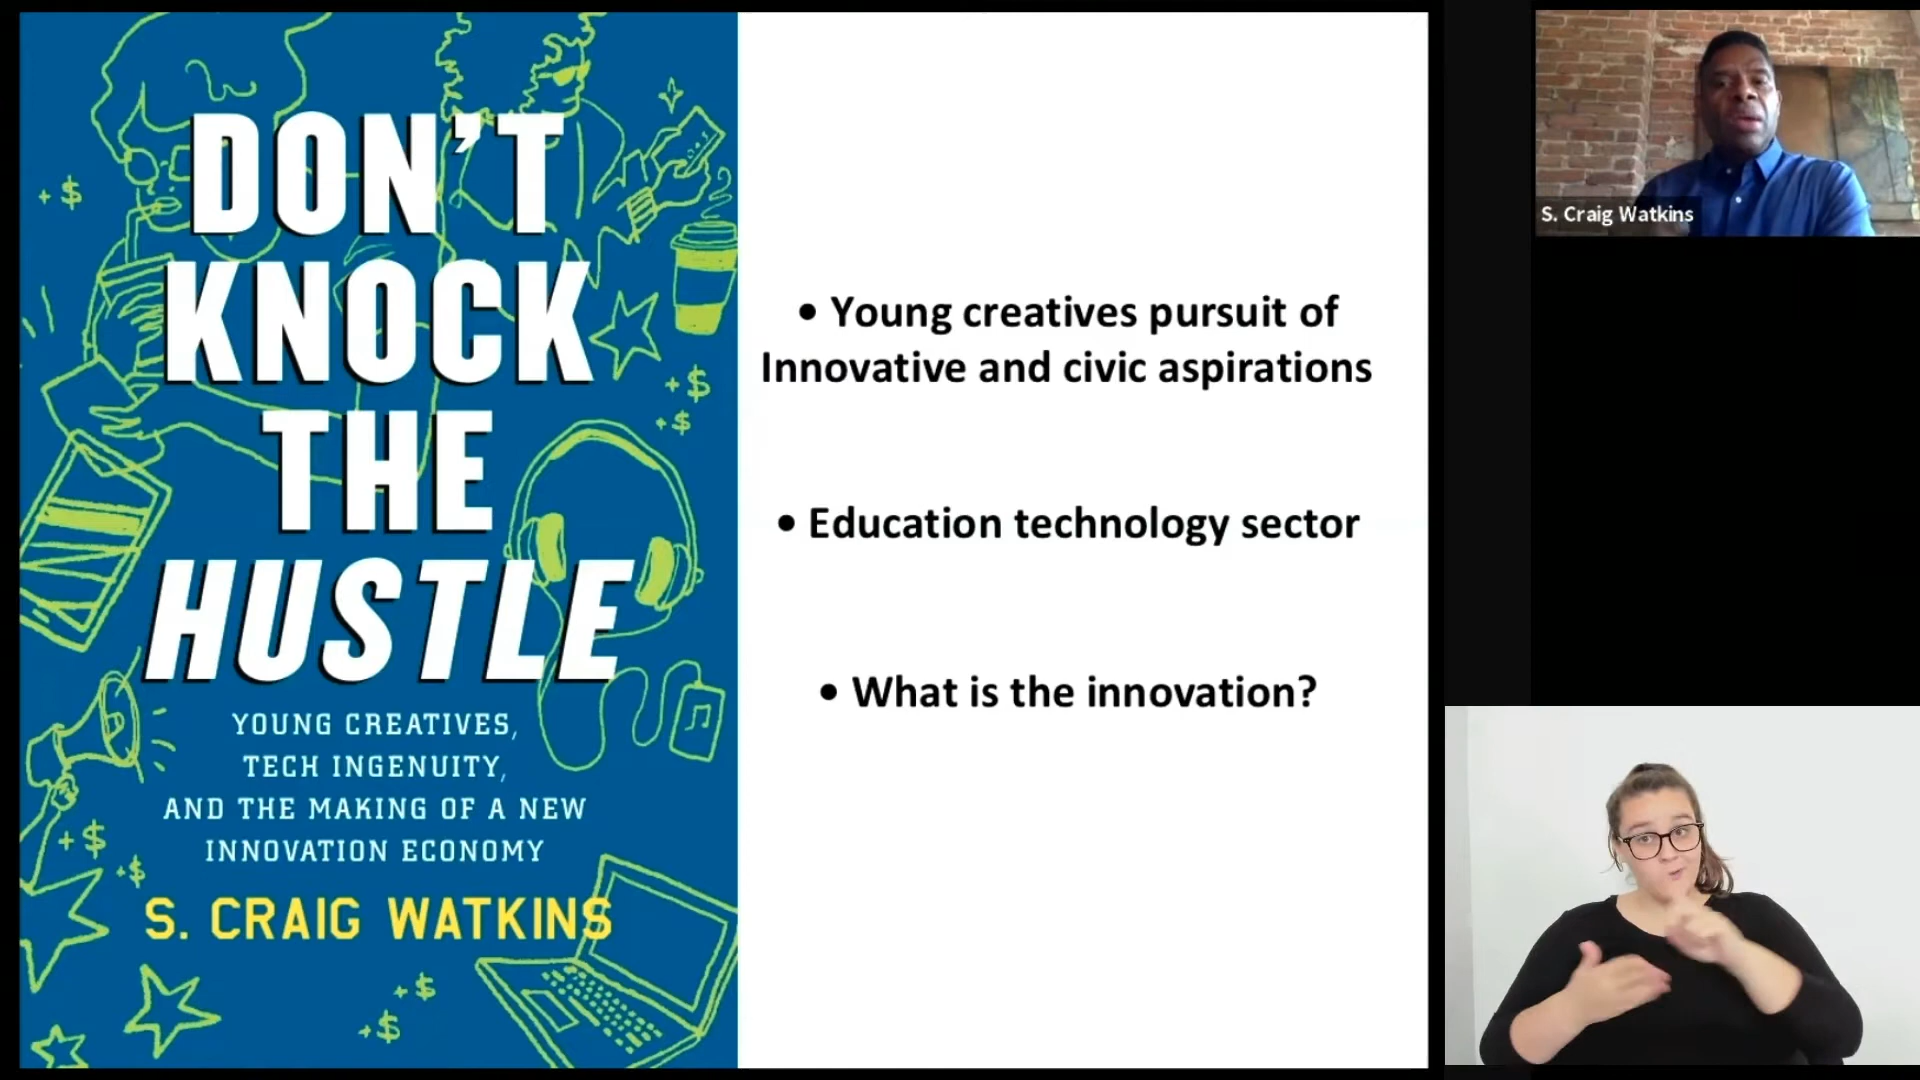 DON'T
KNOCK
THE
HUSTLE
YOUNG CREATIVES,
TECH INGENUITY,
AND THE MAKING OF A NEW
INNOVATION ECONOMY
S. CRAIG WATKINS
+$
+$
+$
+$
+$
+$
+$
• Young creatives pursuit of
Innovative and civic aspirations
• Education technology sector
• What is the innovation?
S. Craig Watkins